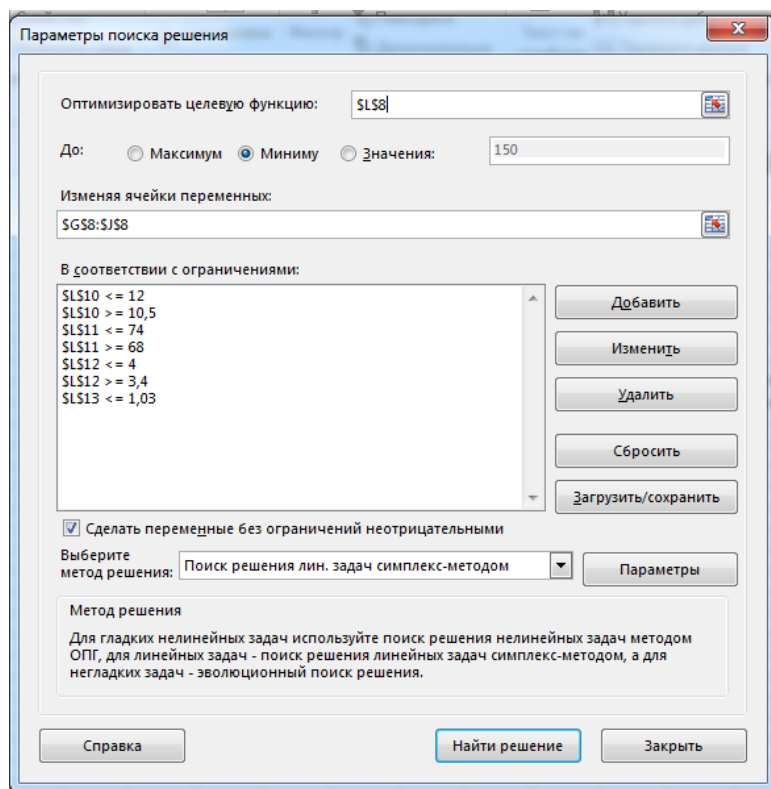 Параметры поиска решения
Оптимизировать целевую функцию: $L$8
До: Максимум Миниму Значения: 150
Изменяя ячейки переменных:
$G$8:$J$8
В соответствии с ограничениями:
$L$10 <= 12
$L$10 >= 10,5
$L$11 <= 74
$L$11 >= 68
$L$12 <= 4
$L$12 >= 3,4
$L$13 <= 1,03
Добавить
Изменить
Удалить
Сбросить
Загрузить/сохранить
Сделать переменные без ограничений неотрицательными
Выберите
метод решения: Поиск решения лин. задач симплекс-методом Параметры
Метод решения
Для гладких нелинейных задач используйте поиск решения нелинейных задач методом
ОПГ, для линейных задач - поиск решения линейных задач симплекс-методом, а для
негладких задач - эволюционный поиск решения.
Справка Найти решение Закрыть